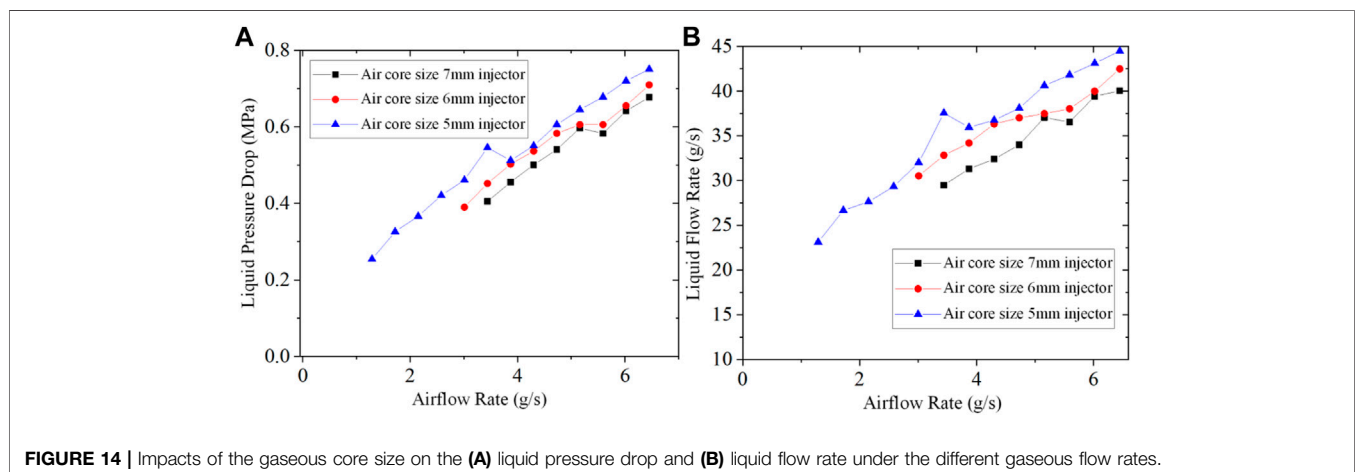 A
Liquid Pressure Drop (MPa)
0.8
0.6
0.4
0.2
0.0
Air core size 7mm injector
Air core size 6mm injector
Air core size 5mm injector
0 2 4 6
Airflow Rate (g/s)
B
Liquid Flow Rate (g/s)
45
40
35
30
25
20
15
10
Air core size 7mm injector
Air core size 6mm injector
Air core size 5mm injector
0 2 4 6
Airflow Rate (g/s)
FIGURE 14 | Impacts of the gaseous core size on the (A) liquid pressure drop and (B) liquid flow rate under the different gaseous flow rates.